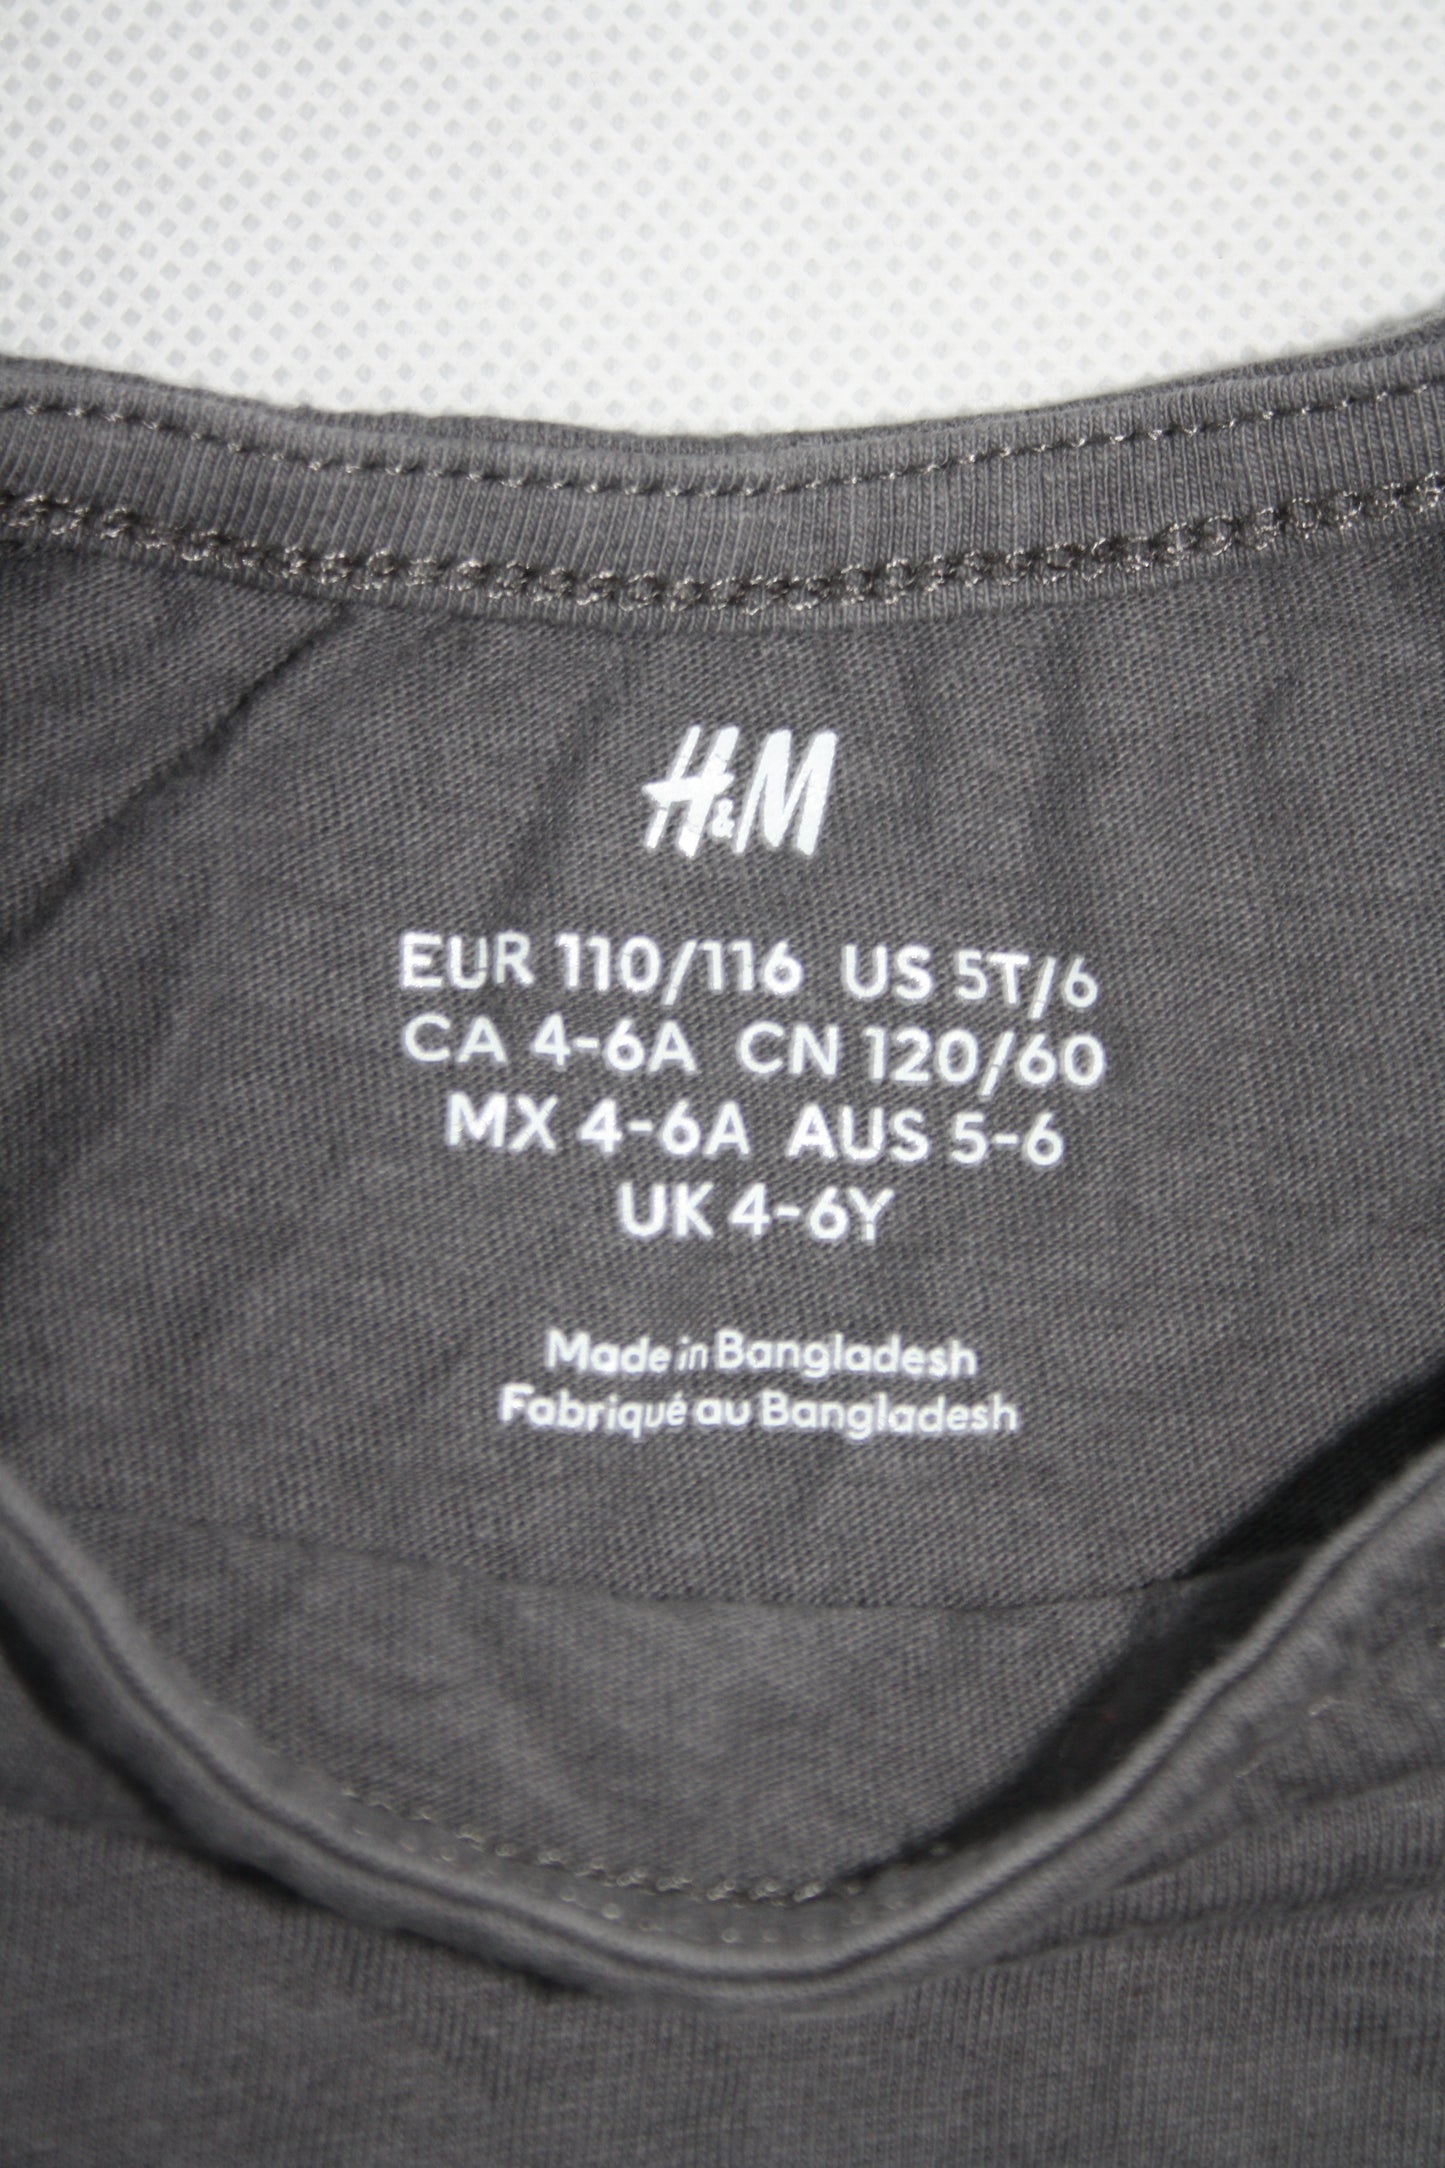 H&M
EUR 110/116 US 5T/6
CA 4-6A CN 120/60
MX 4-6A AUS 5-6
UK 4-6Y
Made in Bangladesh
Fabriqué au Bangladesh